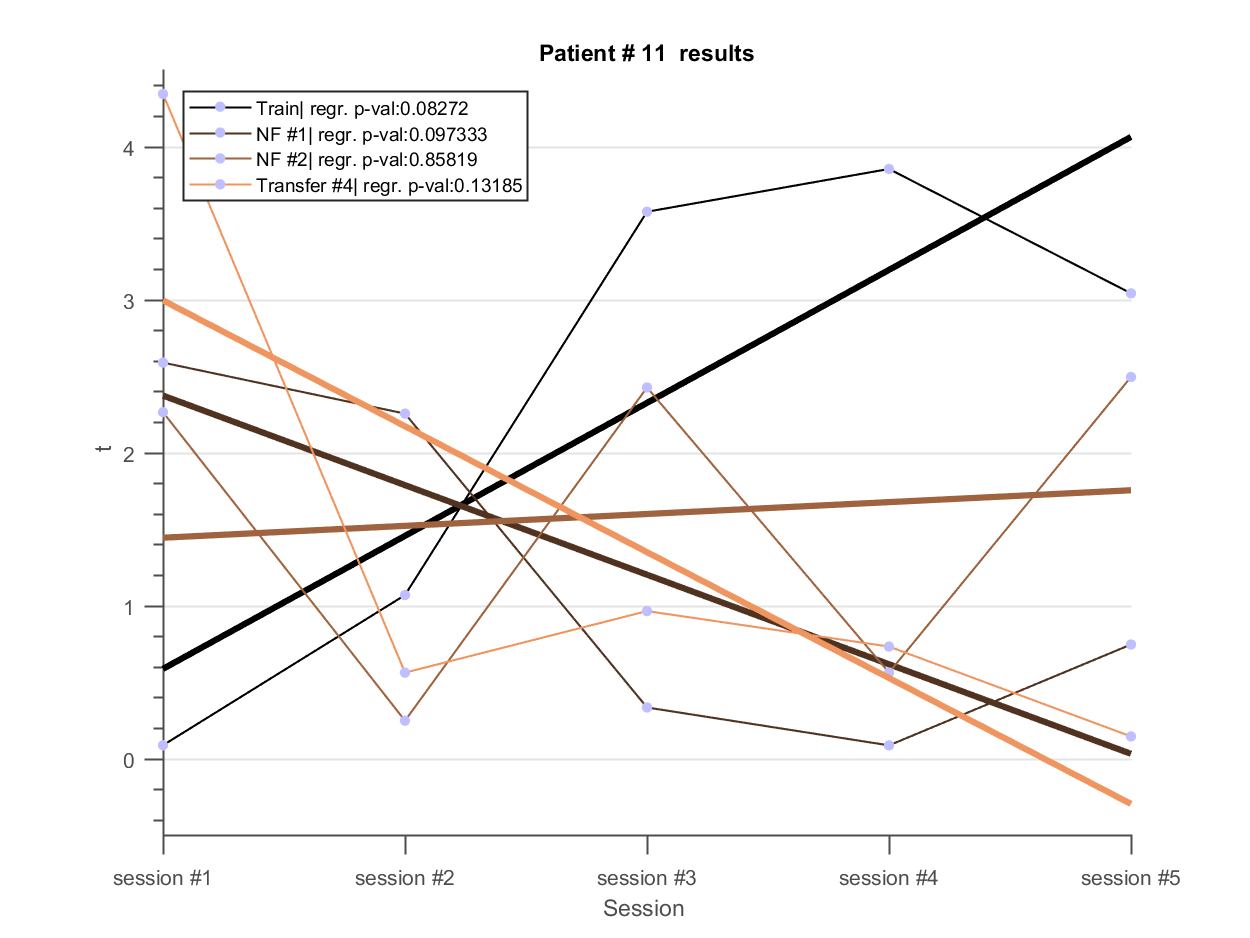 Patient # 11  results
Train| regr. p-val:0.08272
NF #1| regr. p-val:0.097333
NF #2| regr. p-val:0.85819
Transfer #4| regr. p-val:0.13185
4
3
2
1
0
t
session #1
session #2
session #3
session #4
session #5
Session